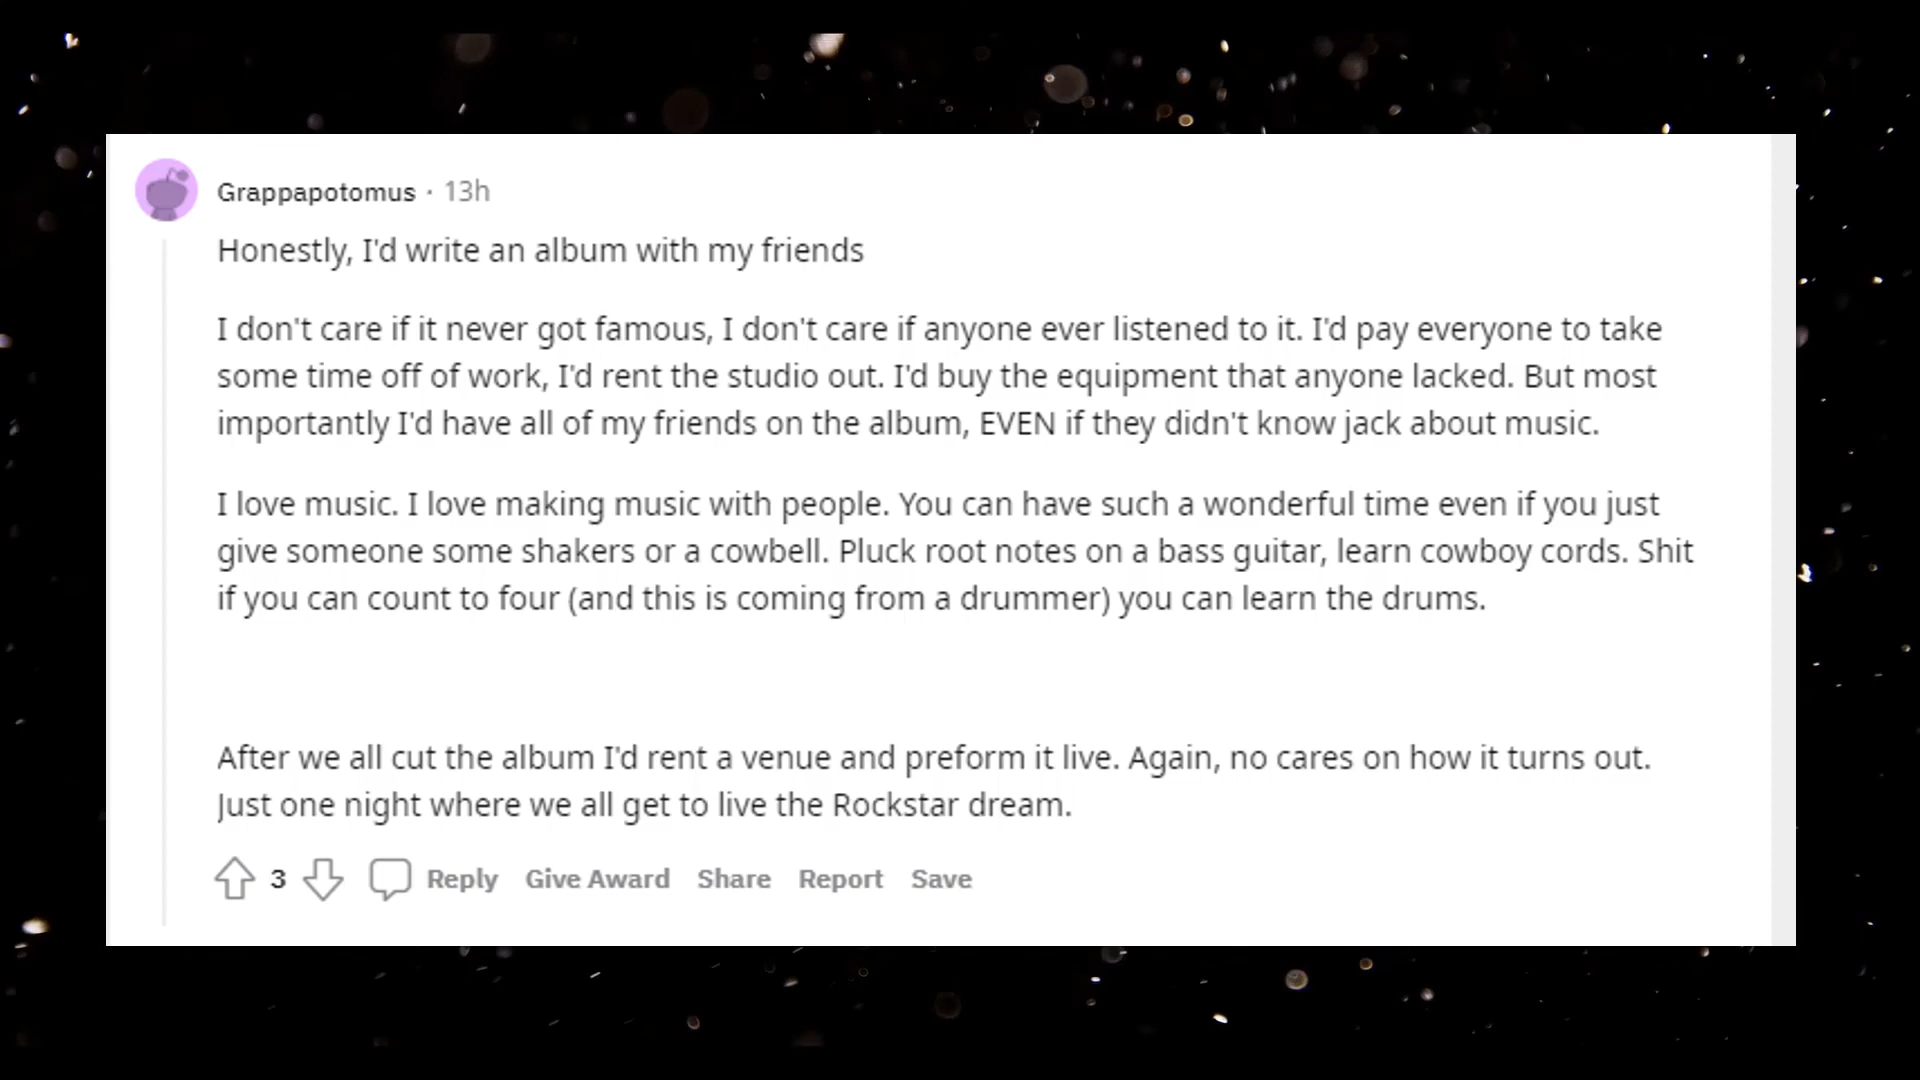 Grappapotomus · 13h
Honestly, I'd write an album with my friends
I don't care if it never got famous, I don't care if anyone ever listened to it. I'd pay everyone to take
some time off of work, I'd rent the studio out. I'd buy the equipment that anyone lacked. But most
importantly I'd have all of my friends on the album, EVEN if they didn't know jack about music.
I love music. I love making music with people. You can have such a wonderful time even if you just
give someone some shakers or a cowbell. Pluck root notes on a bass guitar, learn cowboy cords. Shit
if you can count to four (and this is coming from a drummer) you can learn the drums.
After we all cut the album I'd rent a venue and preform it live. Again, no cares on how it turns out.
Just one night where we all get to live the Rockstar dream.
3 Reply Give Award Share Report Save